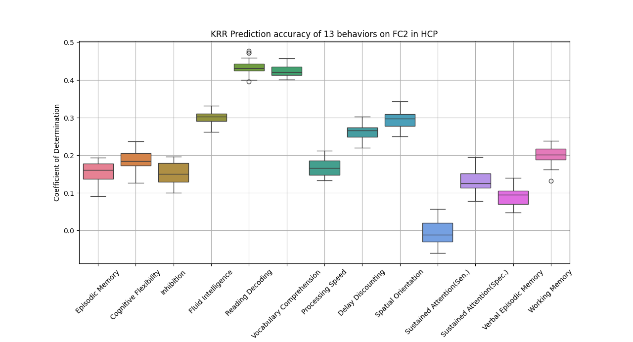 KRR Prediction accuracy of 13 behaviors on FC2 in HCP
Coefficient of Determination
0.5
0.4
0.3
0.2
0.1
0.0
Episodic Memory
Cognitive Flexibility
Inhibition
Fluid Intelligence
Reading Decoding
Vocabulary Comprehension
Processing Speed
Delay Discounting
Spatial Orientation
Sustained Attention(Sen.)
Sustained Attention(Spec.)
Verbal Episodic Memory
Working Memory